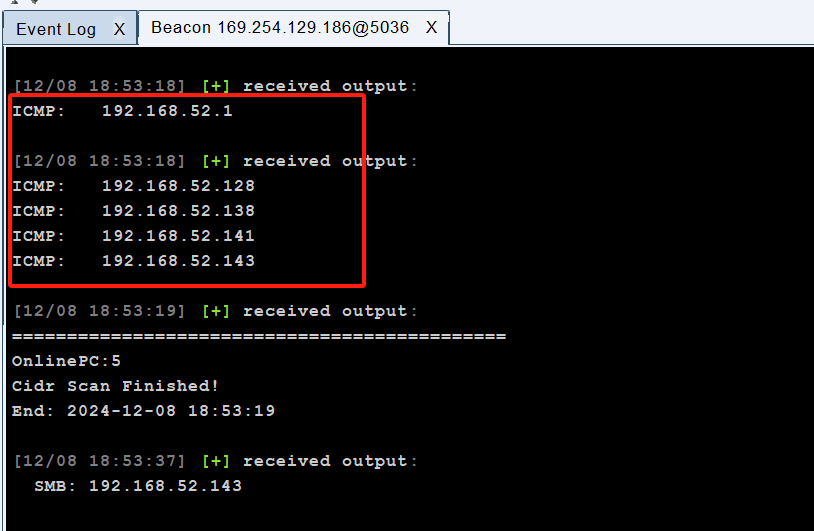 Event Log X
Beacon 169.254.129.186@5036 X
[12/08 18:53:18] [+] received output:
ICMP: 192.168.52.1
[12/08 18:53:18] [+] received output:
ICMP: 192.168.52.128
ICMP: 192.168.52.138
ICMP: 192.168.52.141
ICMP: 192.168.52.143
[12/08 18:53:19] [+] received output:
=============================================
OnlinePC:5
Cidr Scan Finished!
End: 2024-12-08 18:53:19
[12/08 18:53:37] [+] received output:
SMB: 192.168.52.143